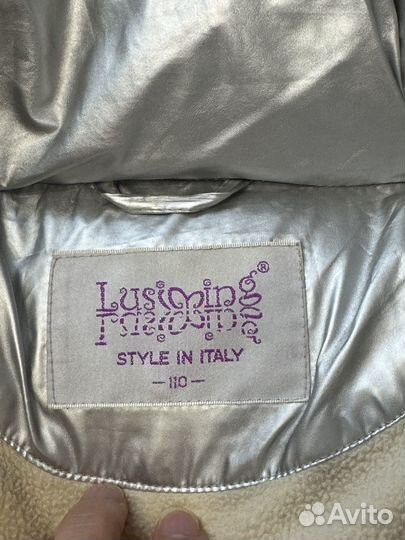 Lusiming®
STYLE IN ITALY
— 110 —
Avito